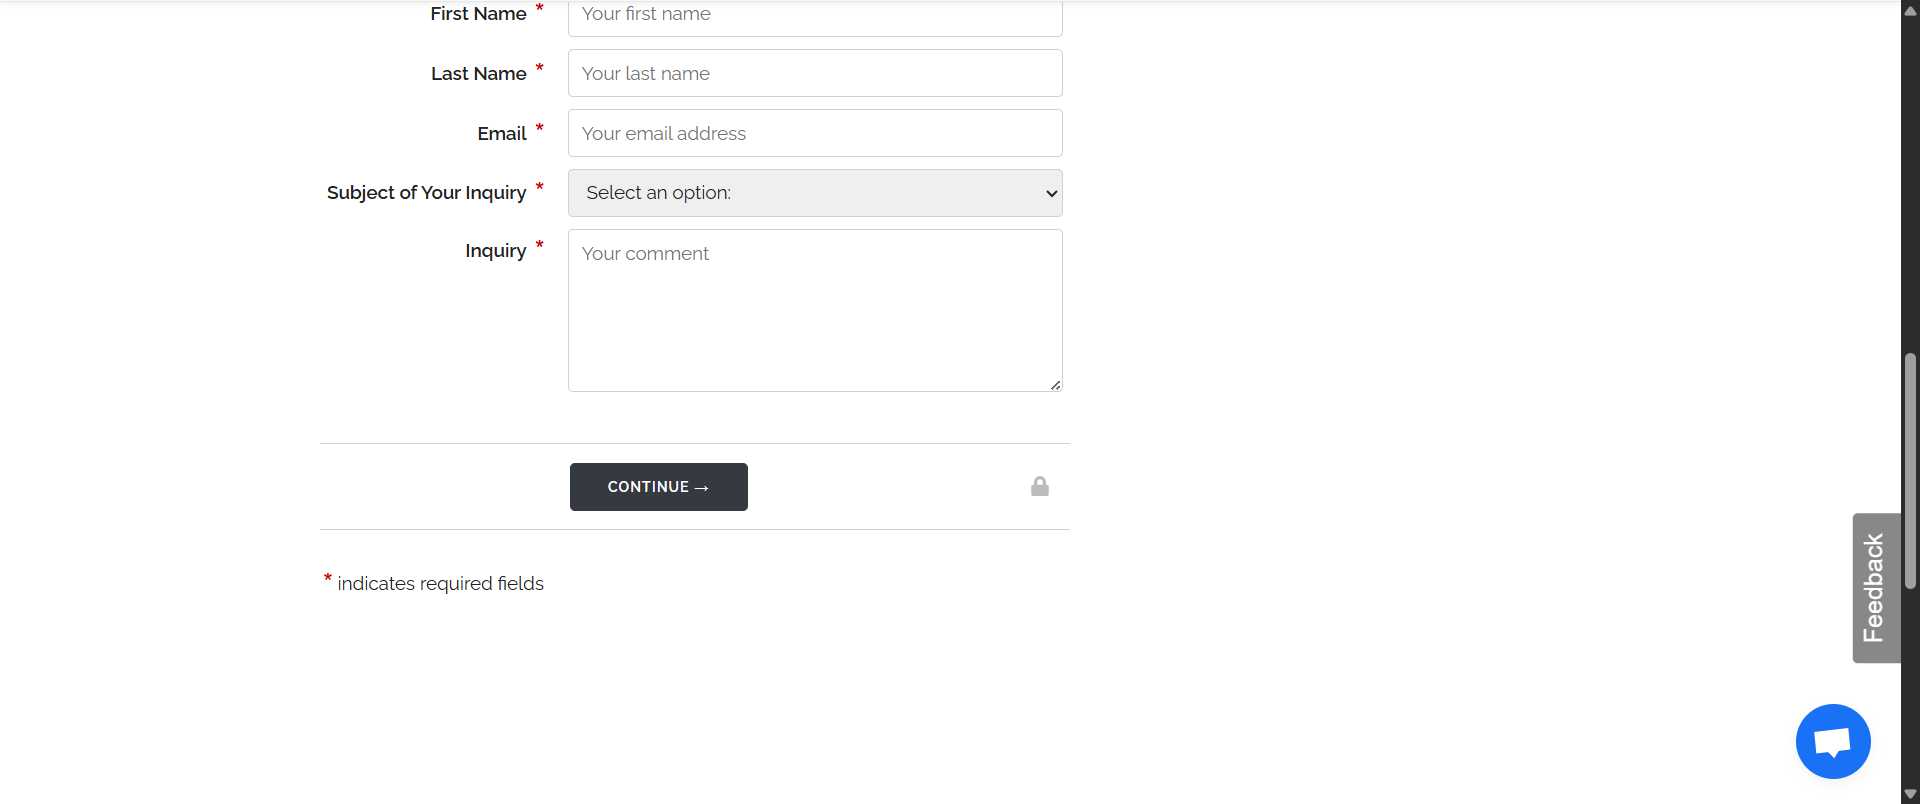 First Name *
Your first name
Last Name *
Your last name
Email *
Your email address
Subject of Your Inquiry *
Select an option:
Inquiry *
Your comment
CONTINUE →
* indicates required fields
Feedback